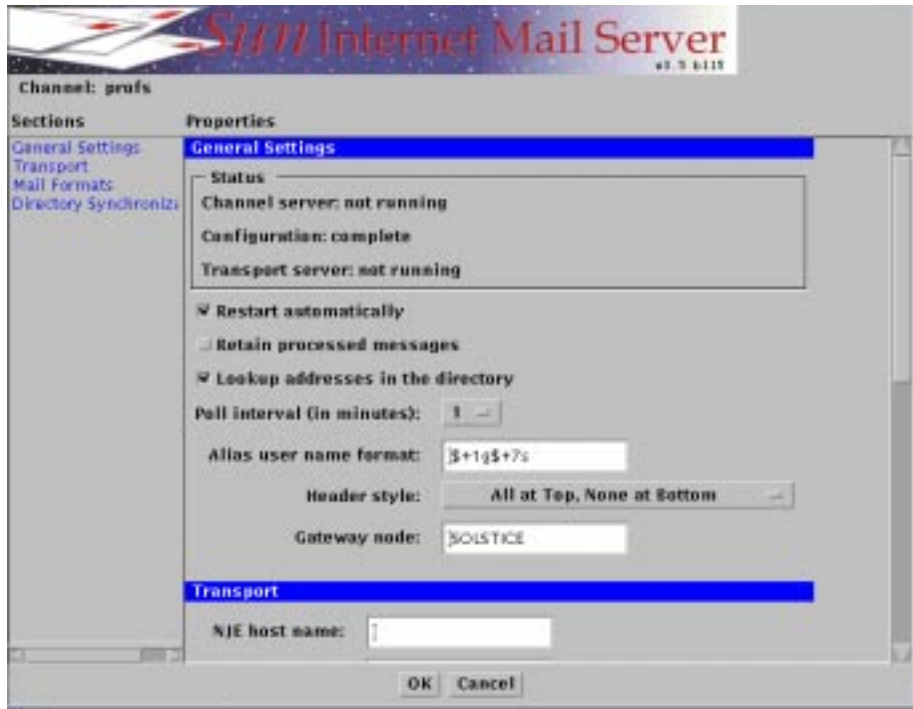 Sun Internet Mail Server
v3.5 b115
Channel: profs
Sections
Properties
General Settings
Transport
Mail Formats
Directory Synchroniz
General Settings
Status
Channel server: not running
Configuration: complete
Transport server: not running
Restart automatically
Retain processed messages
Lookup addresses in the directory
Poll interval (in minutes): 1
Alias user name format: $+1g$+7s
Header style: All at Top, None at Bottom
Gateway node: SOLSTICE
Transport
NJE host name:
OK Cancel